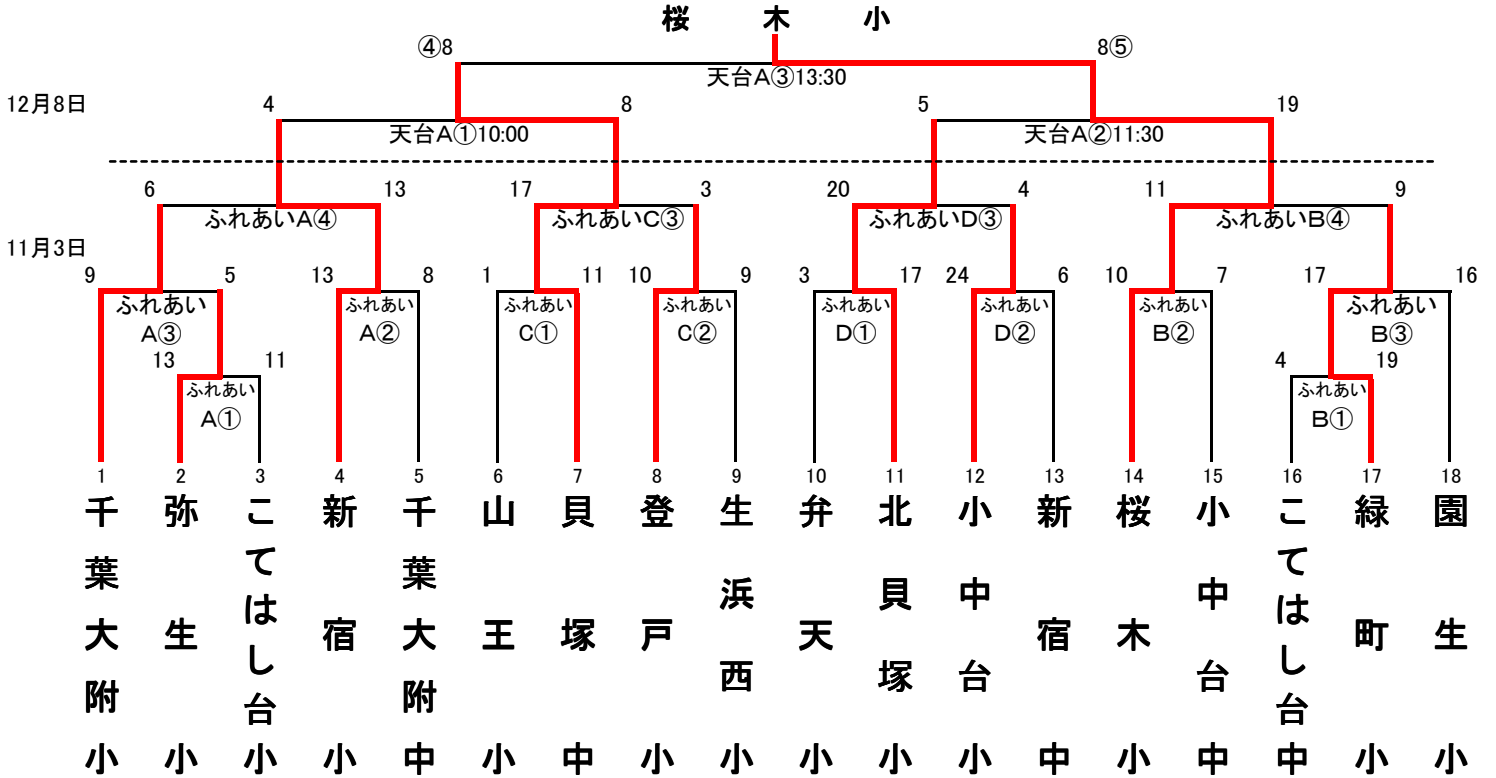 桜木小
④8 8⑤
天台A③13:30
12月8日 4 8 5 19
天台A①10:00 天台A②11:30
6 13 17 3 20 4 11 9
ふれあいA④ ふれあいC③ ふれあいD③ ふれあいB④
11月3日
9 5 13 8 1 11 10 9 3 17 24 6 10 7 17 16
ふれあい ふれあい ふれあい ふれあい ふれあい ふれあい ふれあい ふれあい
A③ A② C① C② D① D② B② B③
13 11 4 19
ふれあい ふれあい
A① B①
1 2 3 4 5 6 7 8 9 10 11 12 13 14 15 16 17 18
千葉大附小
弥生小
こてはし台小
新宿小
千葉大附中
山王小
貝塚中
登戸小
生浜西小
弁天小
北貝塚小
小中台小
新宿中
桜木小
小中台中
こてはし台中
緑町小
園生小